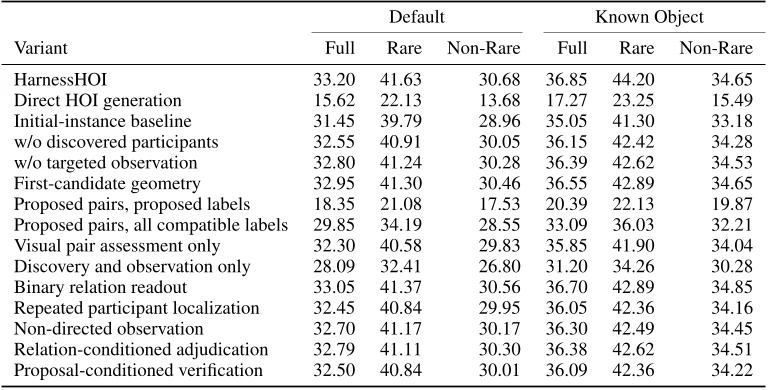 Default Known Object
Variant Full Rare Non-Rare Full Rare Non-Rare
HarnessHOI 33.20 41.63 30.68 36.85 44.20 34.65
Direct HOI generation 15.62 22.13 13.68 17.27 23.25 15.49
Initial-instance baseline 31.45 39.79 28.96 35.05 41.30 33.18
w/o discovered participants 32.55 40.91 30.05 36.15 42.42 34.28
w/o targeted observation 32.80 41.24 30.28 36.39 42.62 34.53
First-candidate geometry 32.95 41.30 30.46 36.55 42.89 34.65
Proposed pairs, proposed labels 18.35 21.08 17.53 20.39 22.13 19.87
Proposed pairs, all compatible labels 29.85 34.19 28.55 33.09 36.03 32.21
Visual pair assessment only 32.30 40.58 29.83 35.85 41.90 34.04
Discovery and observation only 28.09 32.41 26.80 31.20 34.26 30.28
Binary relation readout 33.05 41.37 30.56 36.70 42.89 34.85
Repeated participant localization 32.45 40.84 29.95 36.05 42.36 34.16
Non-directed observation 32.70 41.17 30.17 36.30 42.49 34.45
Relation-conditioned adjudication 32.79 41.11 30.30 36.38 42.62 34.51
Proposal-conditioned verification 32.50 40.84 30.01 36.09 42.36 34.22